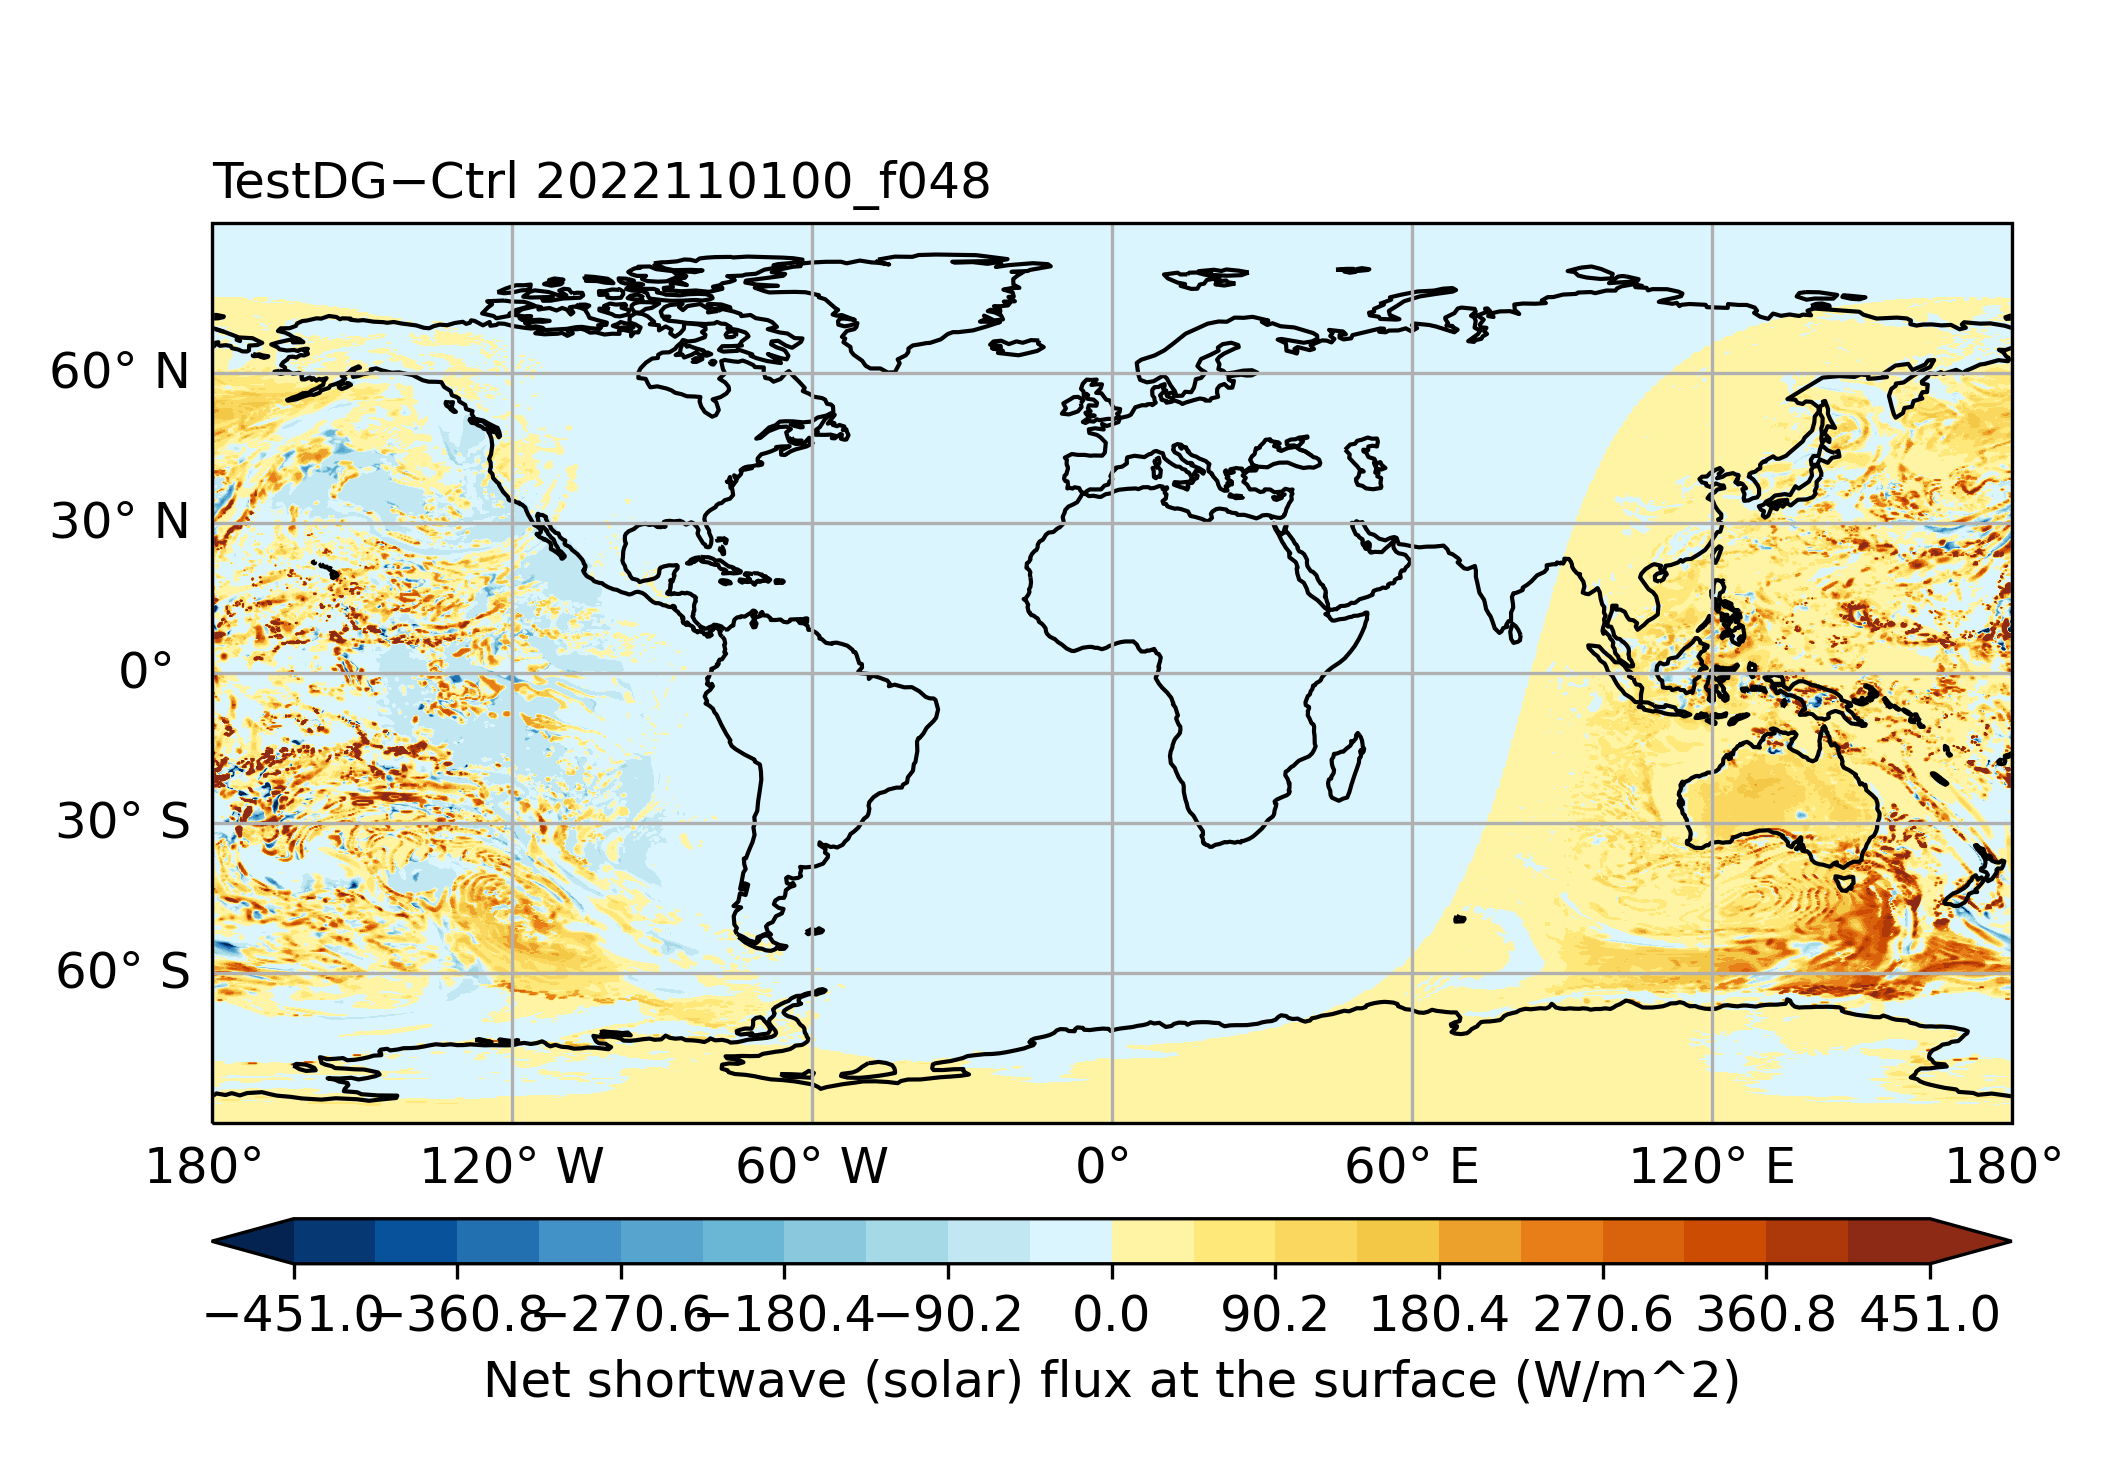 TestDG−Ctrl 2022110100_f048
60° N
30° N
0°
30° S
60° S
180° 120° W 60° W 0° 60° E 120° E 180°
−451.0 −360.8 −270.6 −180.4 −90.2 0.0 90.2 180.4 270.6 360.8 451.0
Net shortwave (solar) flux at the surface (W/m^2)